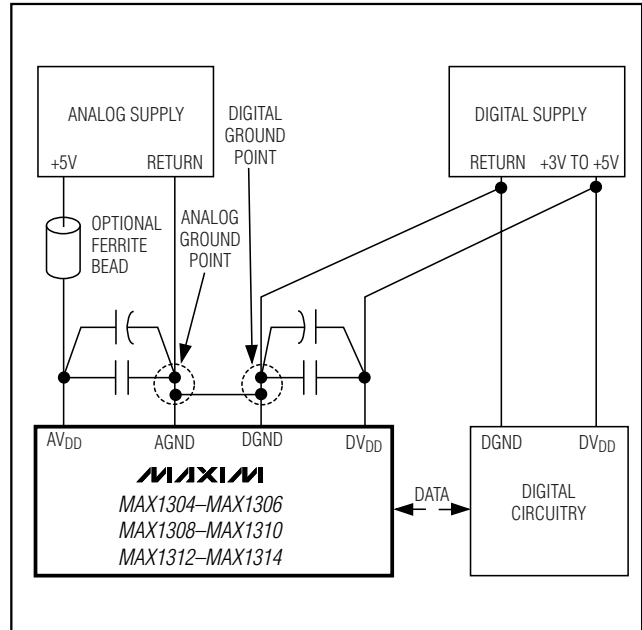 ANALOG SUPPLY
+5V
RETURN
DIGITAL
GROUND
POINT
DIGITAL SUPPLY
RETURN
+3V TO +5V
OPTIONAL
FERRITE
BEAD
ANALOG
GROUND
POINT
AVDD
AGND
DGND
DVDD
MAXIM
MAX1304–MAX1306
MAX1308–MAX1310
MAX1312–MAX1314
DATA
DGND
DVDD
DIGITAL
CIRCUITRY